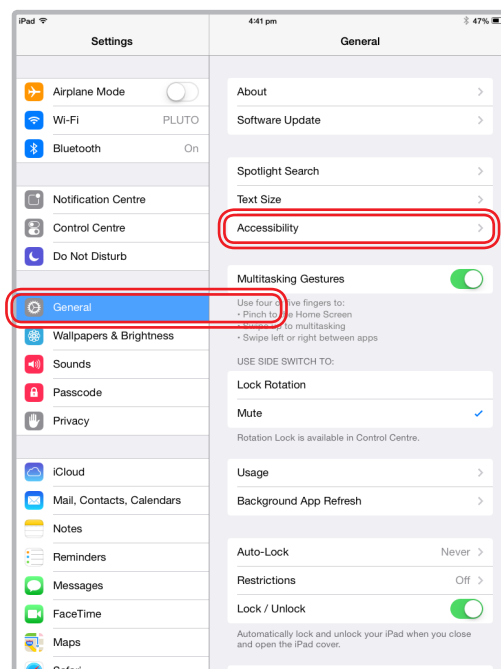 iPad
4:41 pm
47%
Settings
General
Airplane Mode
Wi-Fi PLUTO
Bluetooth On
Notification Centre
Control Centre
Do Not Disturb
General
Wallpapers & Brightness
Sounds
Passcode
Privacy
iCloud
Mail, Contacts, Calendars
Notes
Reminders
Messages
FaceTime
Maps
Safari
About
Software Update
Spotlight Search
Text Size
Accessibility
Multitasking Gestures
Use four or five fingers to:
• Pinch to the Home Screen
• Swipe up to multitasking
• Swipe left or right between apps
USE SIDE SWITCH TO:
Lock Rotation
Mute
Rotation Lock is available in Control Centre.
Usage
Background App Refresh
Auto-Lock Never
Restrictions Off
Lock / Unlock
Automatically lock and unlock your iPad when you close
and open the iPad cover.